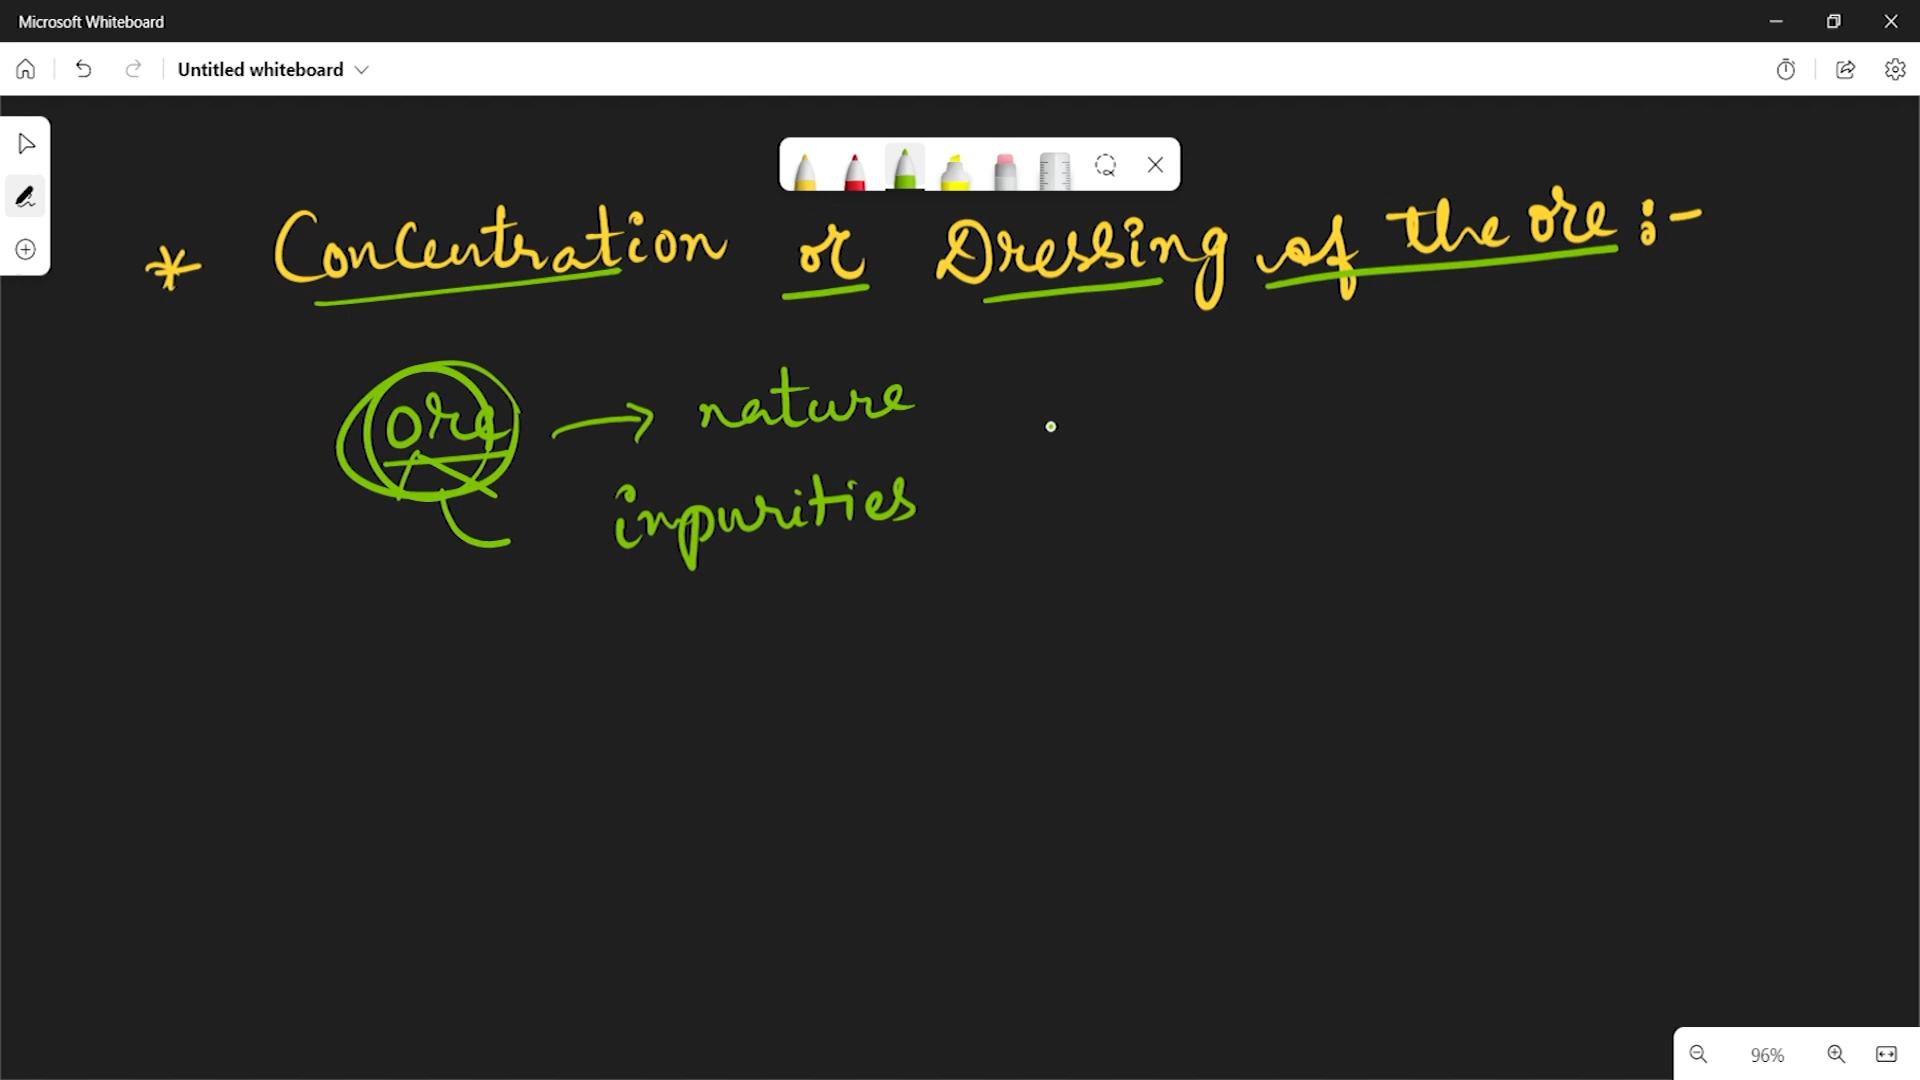 Microsoft Whiteboard
Untitled whiteboard
* Concentration or Dressing of the ore :-
ore → nature
impurities
96%